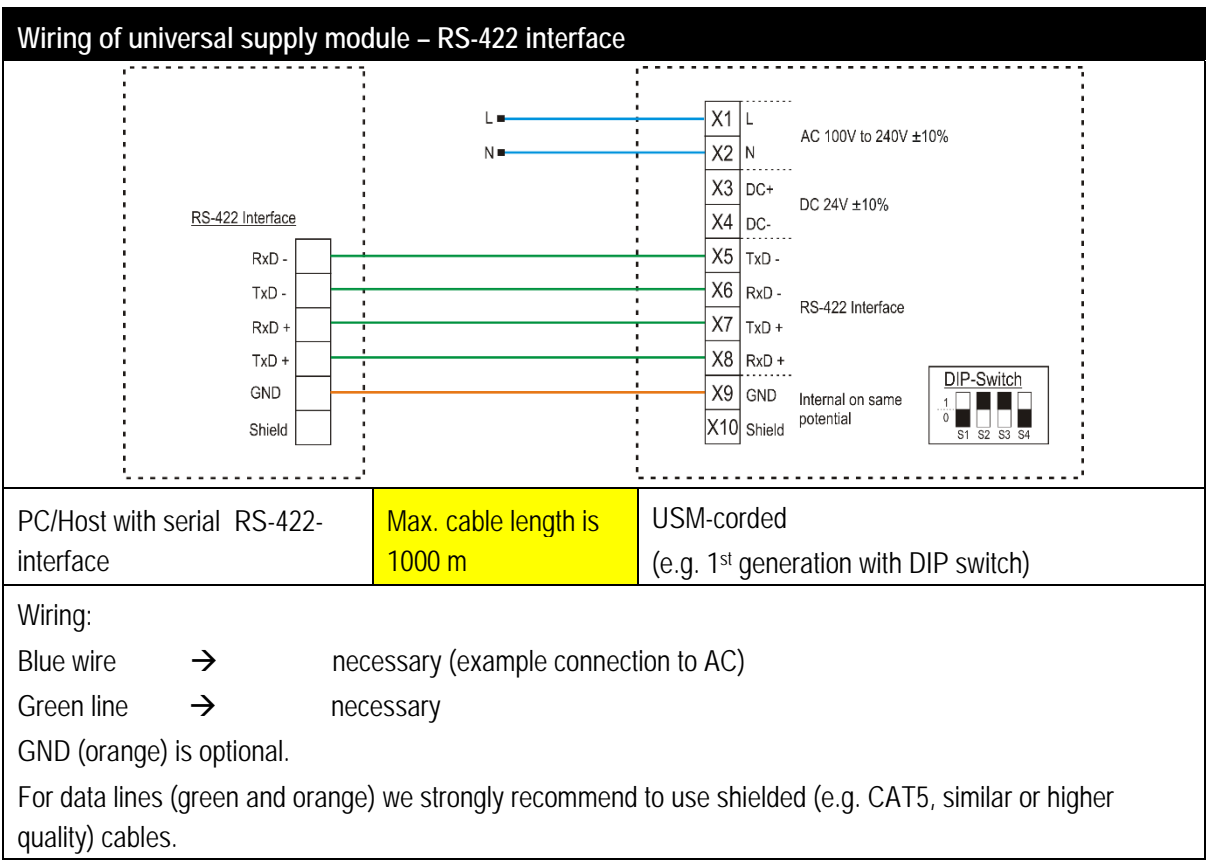 Wiring of universal supply module – RS-422 interface
L
N
X1 L
X2 N
AC 100V to 240V ±10%
X3 DC+
X4 DC-
DC 24V ±10%
RS-422 Interface
RxD -
TxD -
RxD +
TxD +
GND
Shield
X5 TxD -
X6 RxD -
X7 TxD +
X8 RxD +
RS-422 Interface
X9 GND
X10 Shield
Internal on same
potential
DIP-Switch
1
0
S1 S2 S3 S4
PC/Host with serial RS-422-
interface
Max. cable length is
1000 m
USM-corded
(e.g. 1st generation with DIP switch)
Wiring:
Blue wire → necessary (example connection to AC)
Green line → necessary
GND (orange) is optional.
For data lines (green and orange) we strongly recommend to use shielded (e.g. CAT5, similar or higher
quality) cables.